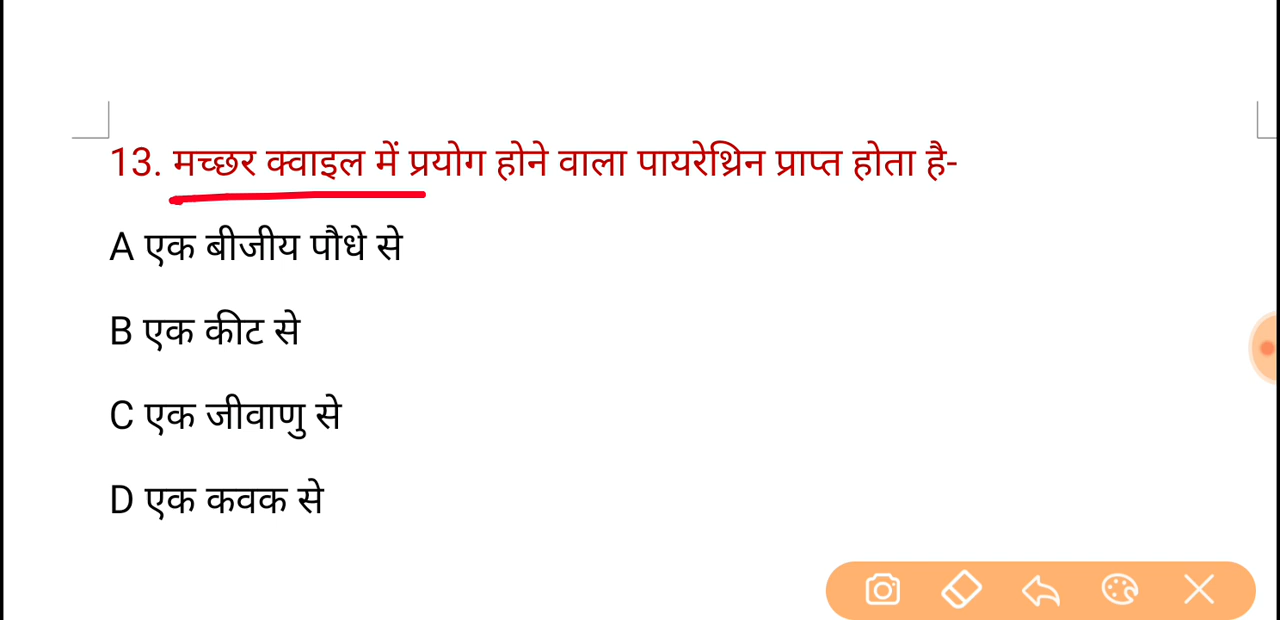 13. मच्छर क्वाइल में प्रयोग होने वाला पायरेथ्रिन प्राप्त होता है-
A एक बीजीय पौधे से
B एक कीट से
C एक जीवाणु से
D एक कवक से